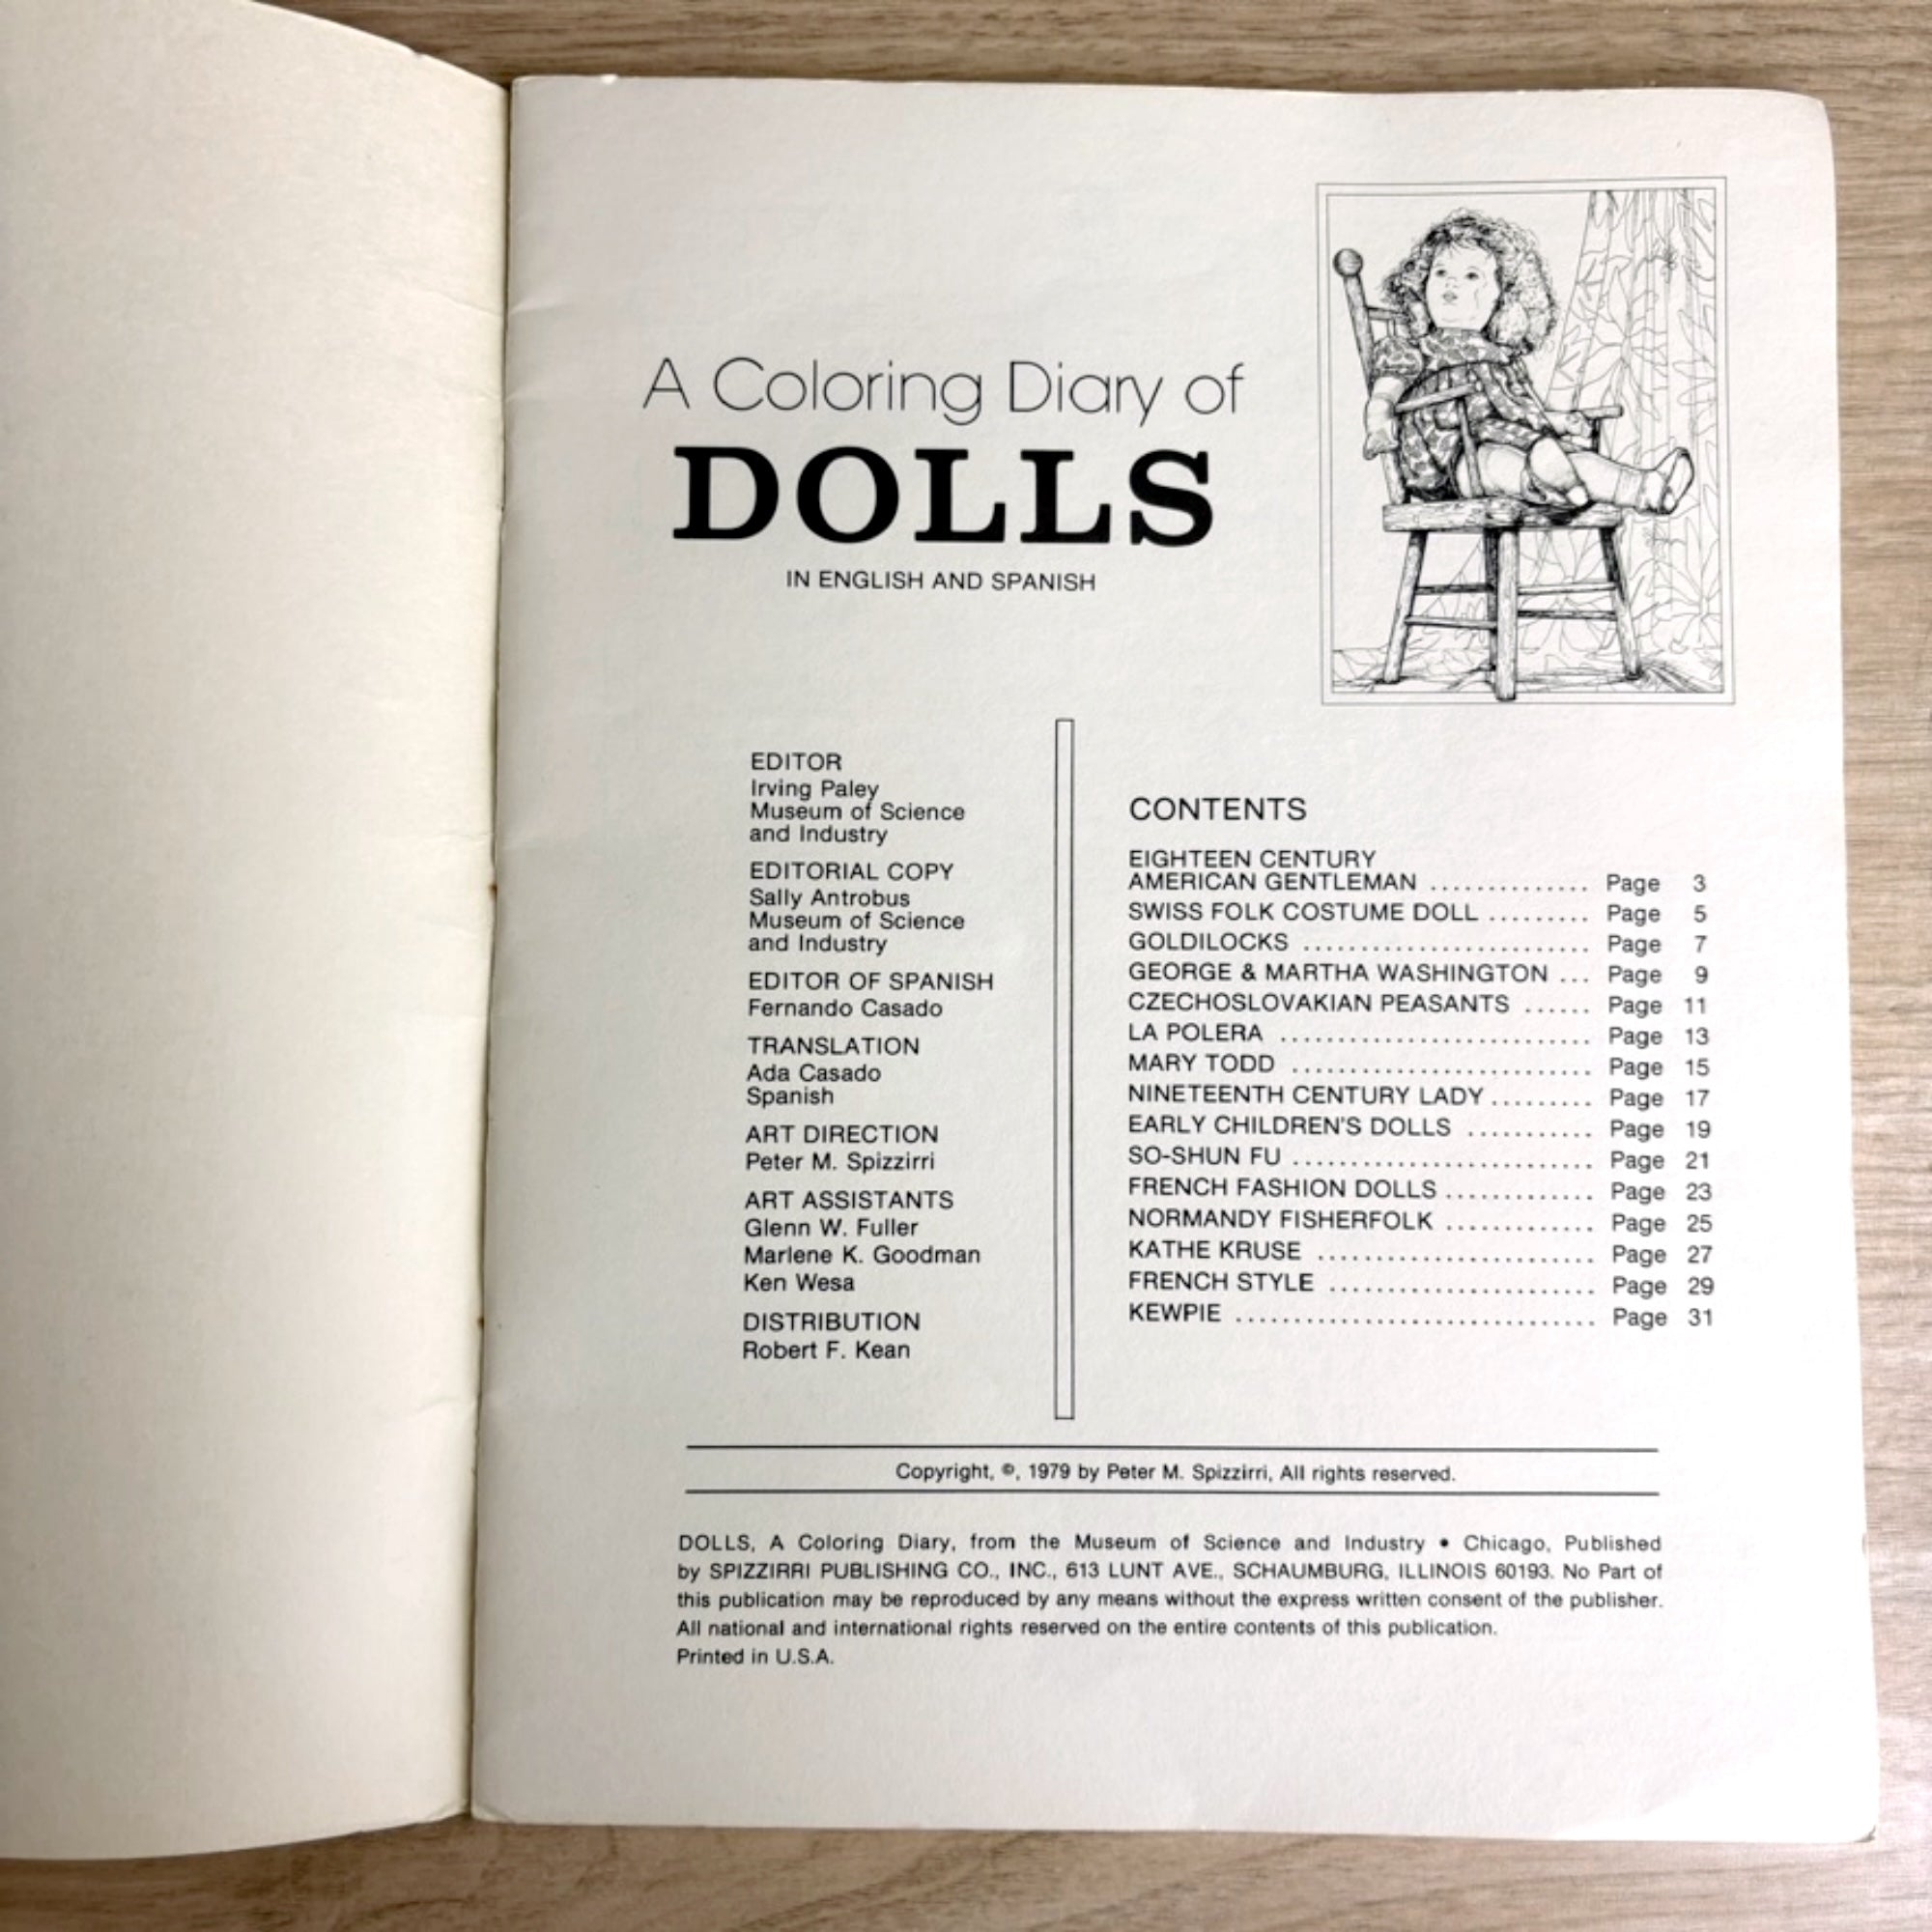 A Coloring Diary of
DOLLS
IN ENGLISH AND SPANISH
EDITOR
Irving Paley
Museum of Science
and Industry
EDITORIAL COPY
Sally Antrobus
Museum of Science
and Industry
EDITOR OF SPANISH
Fernando Casado
TRANSLATION
Ada Casado
Spanish
ART DIRECTION
Peter M. Spizzirri
ART ASSISTANTS
Glenn W. Fuller
Marlene K. Goodman
Ken Wesa
DISTRIBUTION
Robert F. Kean
CONTENTS
EIGHTEEN CENTURY
AMERICAN GENTLEMAN .............. Page 3
SWISS FOLK COSTUME DOLL ......... Page 5
GOLDILOCKS ......................... Page 7
GEORGE & MARTHA WASHINGTON ... Page 9
CZECHOSLOVAKIAN PEASANTS ...... Page 11
LA POLERA ........................... Page 13
MARY TODD .......................... Page 15
NINETEENTH CENTURY LADY ......... Page 17
EARLY CHILDREN'S DOLLS ........... Page 19
SO-SHUN FU .......................... Page 21
FRENCH FASHION DOLLS ............. Page 23
NORMANDY FISHERFOLK ............. Page 25
KATHE KRUSE ........................ Page 27
FRENCH STYLE ....................... Page 29
KEWPIE ............................... Page 31
Copyright, ©, 1979 by Peter M. Spizzirri, All rights reserved.
DOLLS, A Coloring Diary, from the Museum of Science and Industry • Chicago, Published
by SPIZZIRRI PUBLISHING CO., INC., 613 LUNT AVE., SCHAUMBURG, ILLINOIS 60193. No Part of
this publication may be reproduced by any means without the express written consent of the publisher.
All national and international rights reserved on the entire contents of this publication.
Printed in U.S.A.